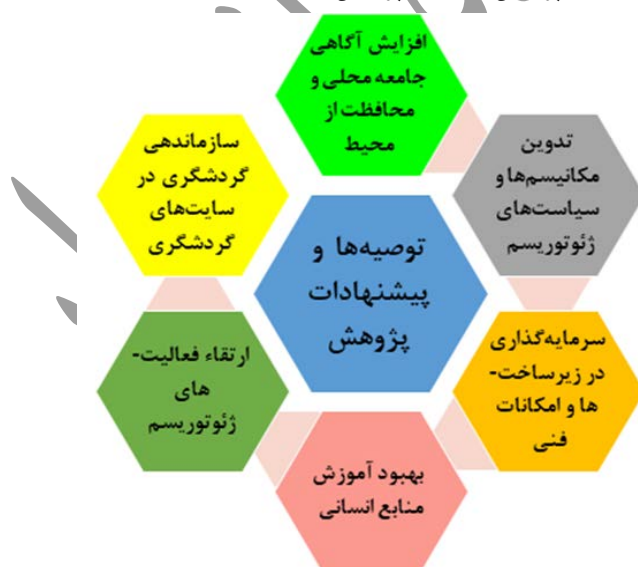 افزایش آگاهی
جامعه محلی و
محافظت از
محیط
تدوین
مکانیسم‌ها و
سیاست‌های
ژئوتوریسم
سرمایه‌گذاری
در زیرساخت-
ها و امکانات
فنی
بهبود آموزش
منابع انسانی
ارتقاء فعالیت-
های
ژئوتوریسم
سازماندهی
گردشگری در
سایت‌های
گردشگری
توصیه‌ها و
پیشنهادات
پژوهش